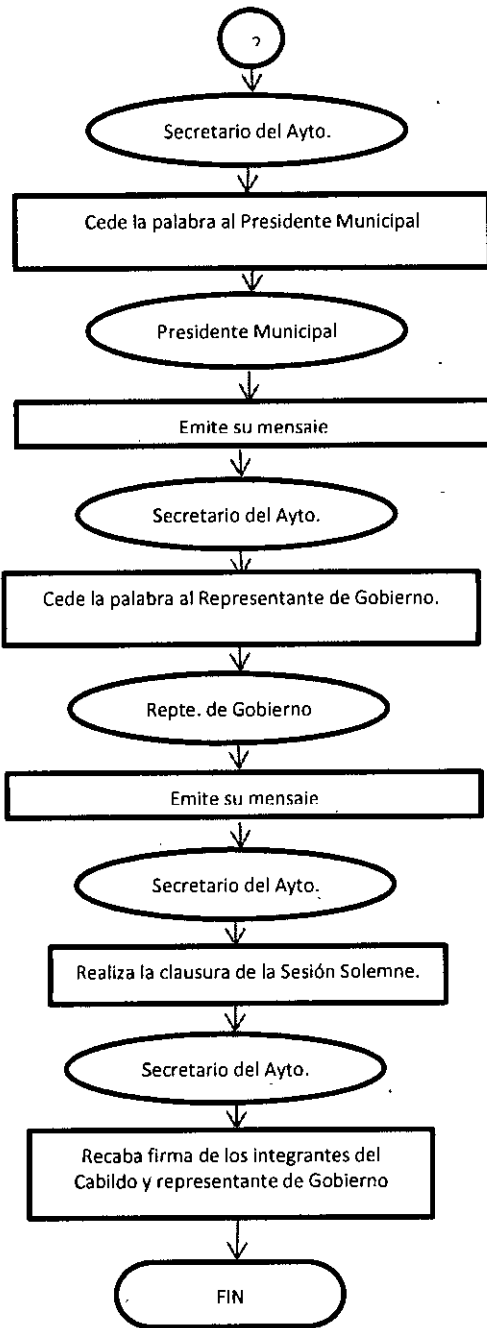 Secretario del Ayto.
Cede la palabra al Presidente Municipal
Presidente Municipal
Emite su mensaje
Secretario del Ayto.
Cede la palabra al Representante de Gobierno.
Repte. de Gobierno
Emite su mensaje
Secretario del Ayto.
Realiza la clausura de la Sesión Solemne.
Secretario del Ayto.
Recaba firma de los integrantes del
Cabildo y representante de Gobierno
FIN